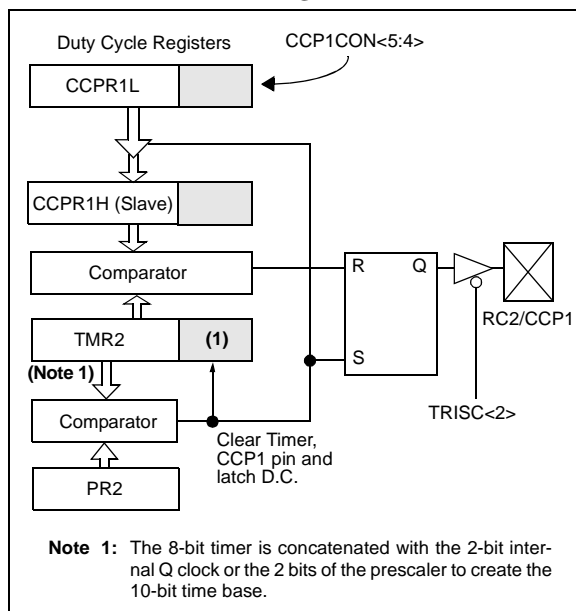 Duty Cycle Registers
CCP1CON<5:4>
CCPR1L
CCPR1H (Slave)
Comparator
R
Q
RC2/CCP1
TMR2
(1)
(Note 1)
S
TRISC<2>
Comparator
Clear Timer,
CCP1 pin and
latch D.C.
PR2
Note 1: The 8-bit timer is concatenated with the 2-bit inter-
nal Q clock or the 2 bits of the prescaler to create the
10-bit time base.